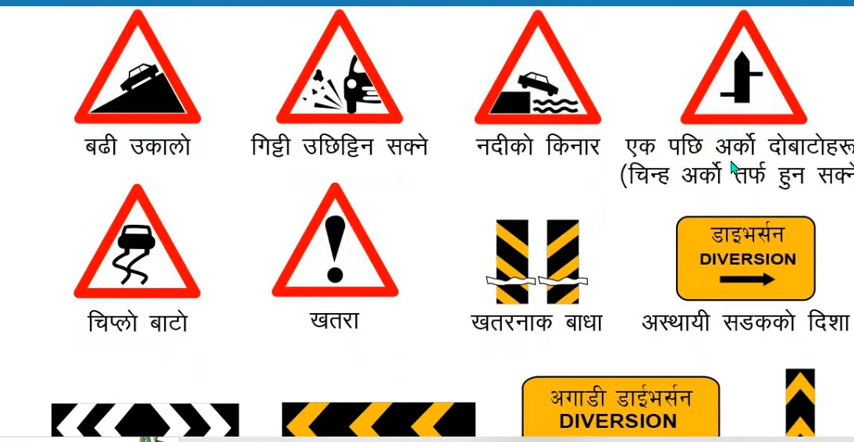 बढी उकालो
गिट्टी उछिट्टिन सक्ने
नदीको किनार
एक पछि अर्को दोबाटोहरू
(चिन्ह अर्को तर्फ हुन सक्ने
डाइभर्सन
DIVERSION
चिप्लो बाटो
खतरा
खतरनाक बाधा
अस्थायी सडकको दिशा
अगाडी डाईभर्सन
DIVERSION